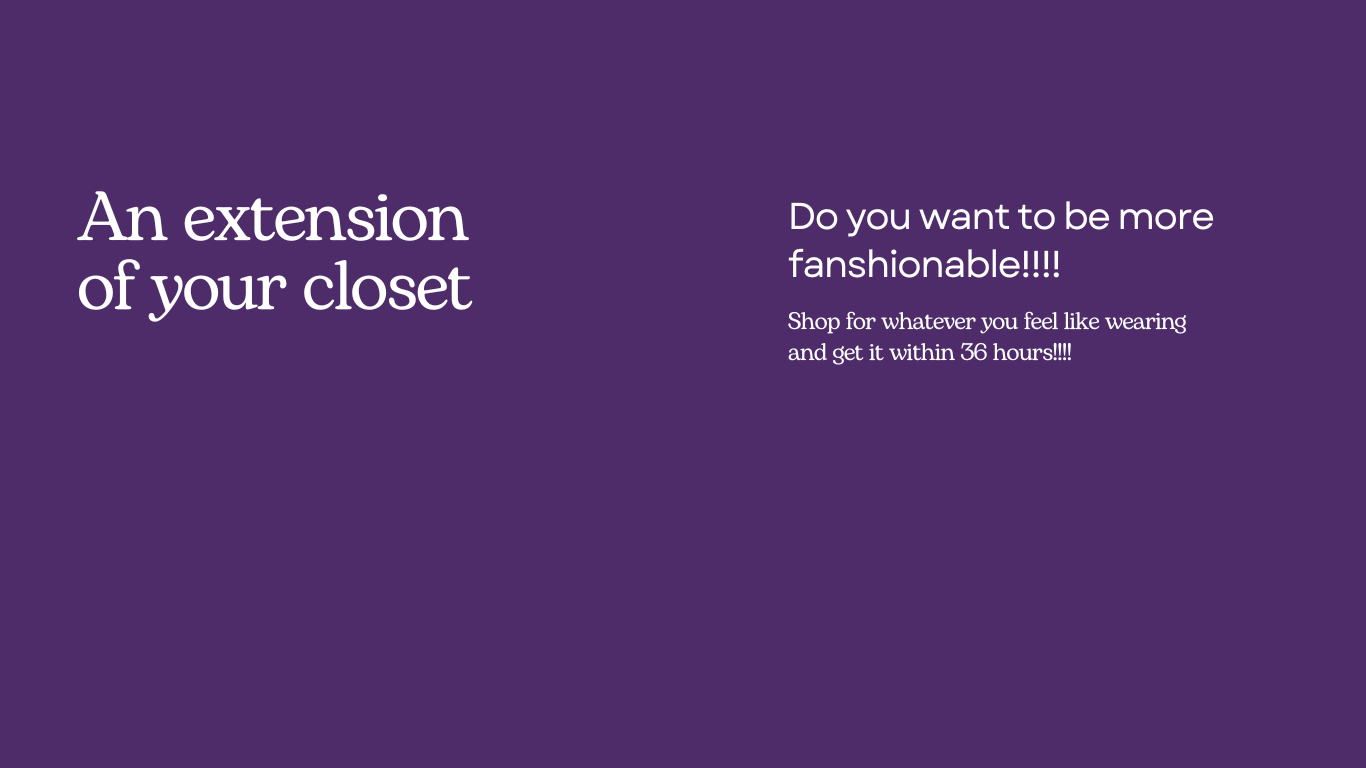 An extension
of your closet
Do you want to be more
fanshionable!!!!
Shop for whatever you feel like wearing
and get it within 36 hours!!!!